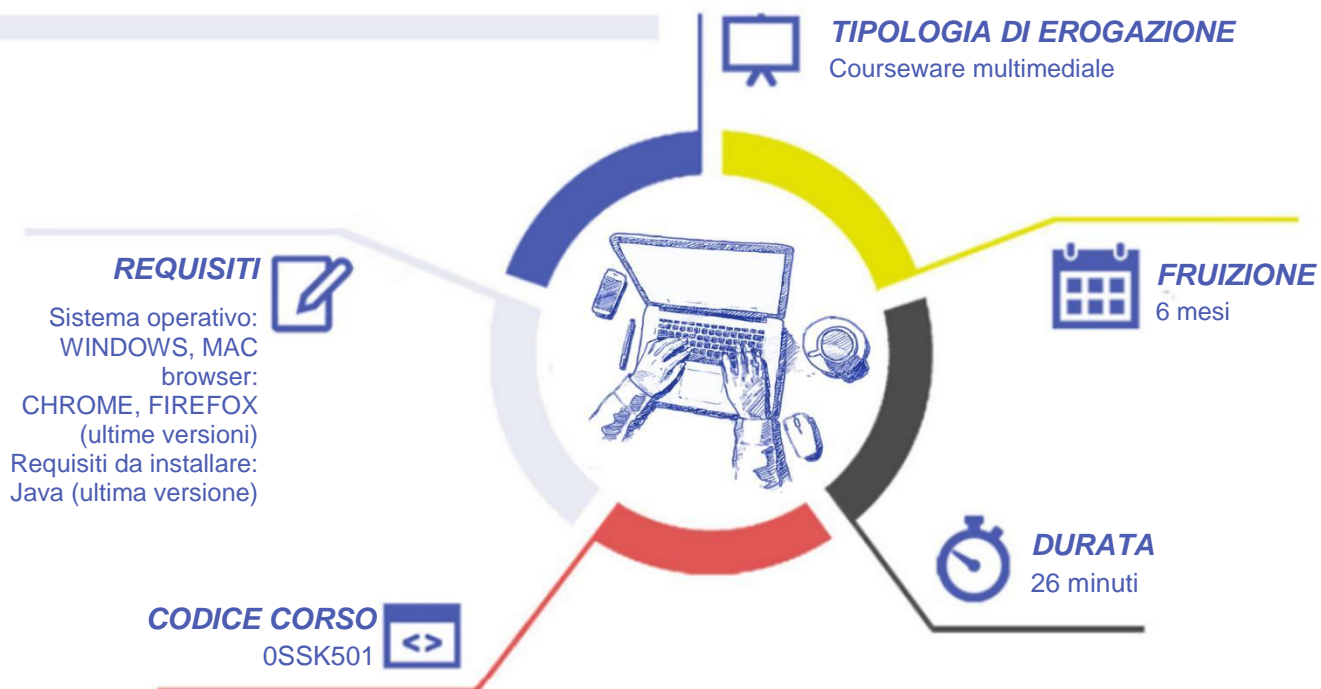 TIPOLOGIA DI EROGAZIONE
Courseware multimediale
REQUISITI
Sistema operativo:
WINDOWS, MAC
browser:
CHROME, FIREFOX
(ultime versioni)
Requisiti da installare:
Java (ultima versione)
FRUIZIONE
6 mesi
DURATA
26 minuti
CODICE CORSO
0SSK501